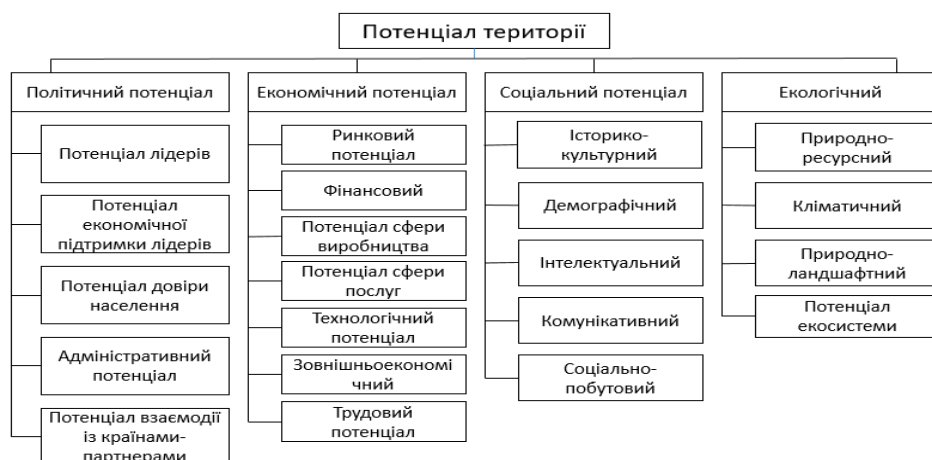 Потенціал території
Політичний потенціал
Потенціал лідерів
Потенціал
економічної
підтримки лідерів
Потенціал довіри
населення
Адміністративний
потенціал
Потенціал взаємодії
із країнами-
партнерами
Економічний потенціал
Ринковий
потенціал
Фінансовий
Потенціал сфери
виробництва
Потенціал сфери
послуг
Технологічний
потенціал
Зовнішньоекономі
чний
Трудовий
потенціал
Соціальний потенціал
Історико-
культурний
Демографічний
Інтелектуальний
Комунікативний
Соціально-
побутовий
Екологічний
Природно-
ресурсний
Кліматичний
Природно-
ландшафтний
Потенціал
екосистеми